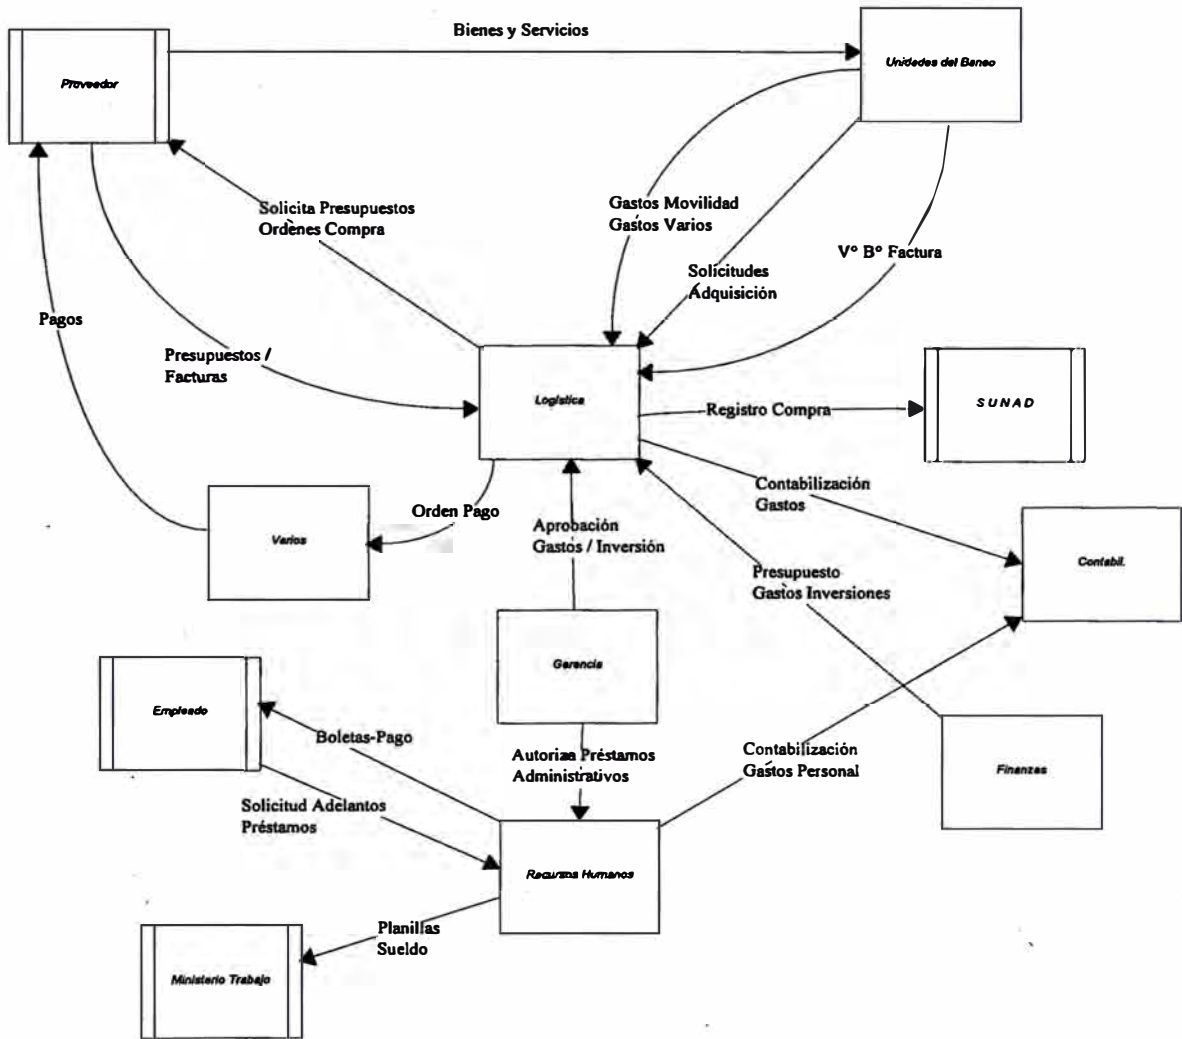 Bienes y Servicios
Proveedor
Unidades del Banco
Solicita Presupuestos
Ordenes Compra
Gastos Movilidad
Gastos Varios
V° B° Factura
Solicitudes
Adquisición
Pagos
Presupuestos /
Facturas
Logística
Registro Compra
S U N A D
Contabilización
Gastos
Orden Pago
Aprobación
Gastos / Inversión
Varios
Presupuesto
Gastos Inversiones
Contabil.
Gerencia
Empleado
Boletas-Pago
Autoriza Préstamos
Administrativos
Contabilización
Gastos Personal
Finanzas
Solicitud Adelantos
Préstamos
Recursos Humanos
Planillas
Sueldo
Ministerio Trabajo